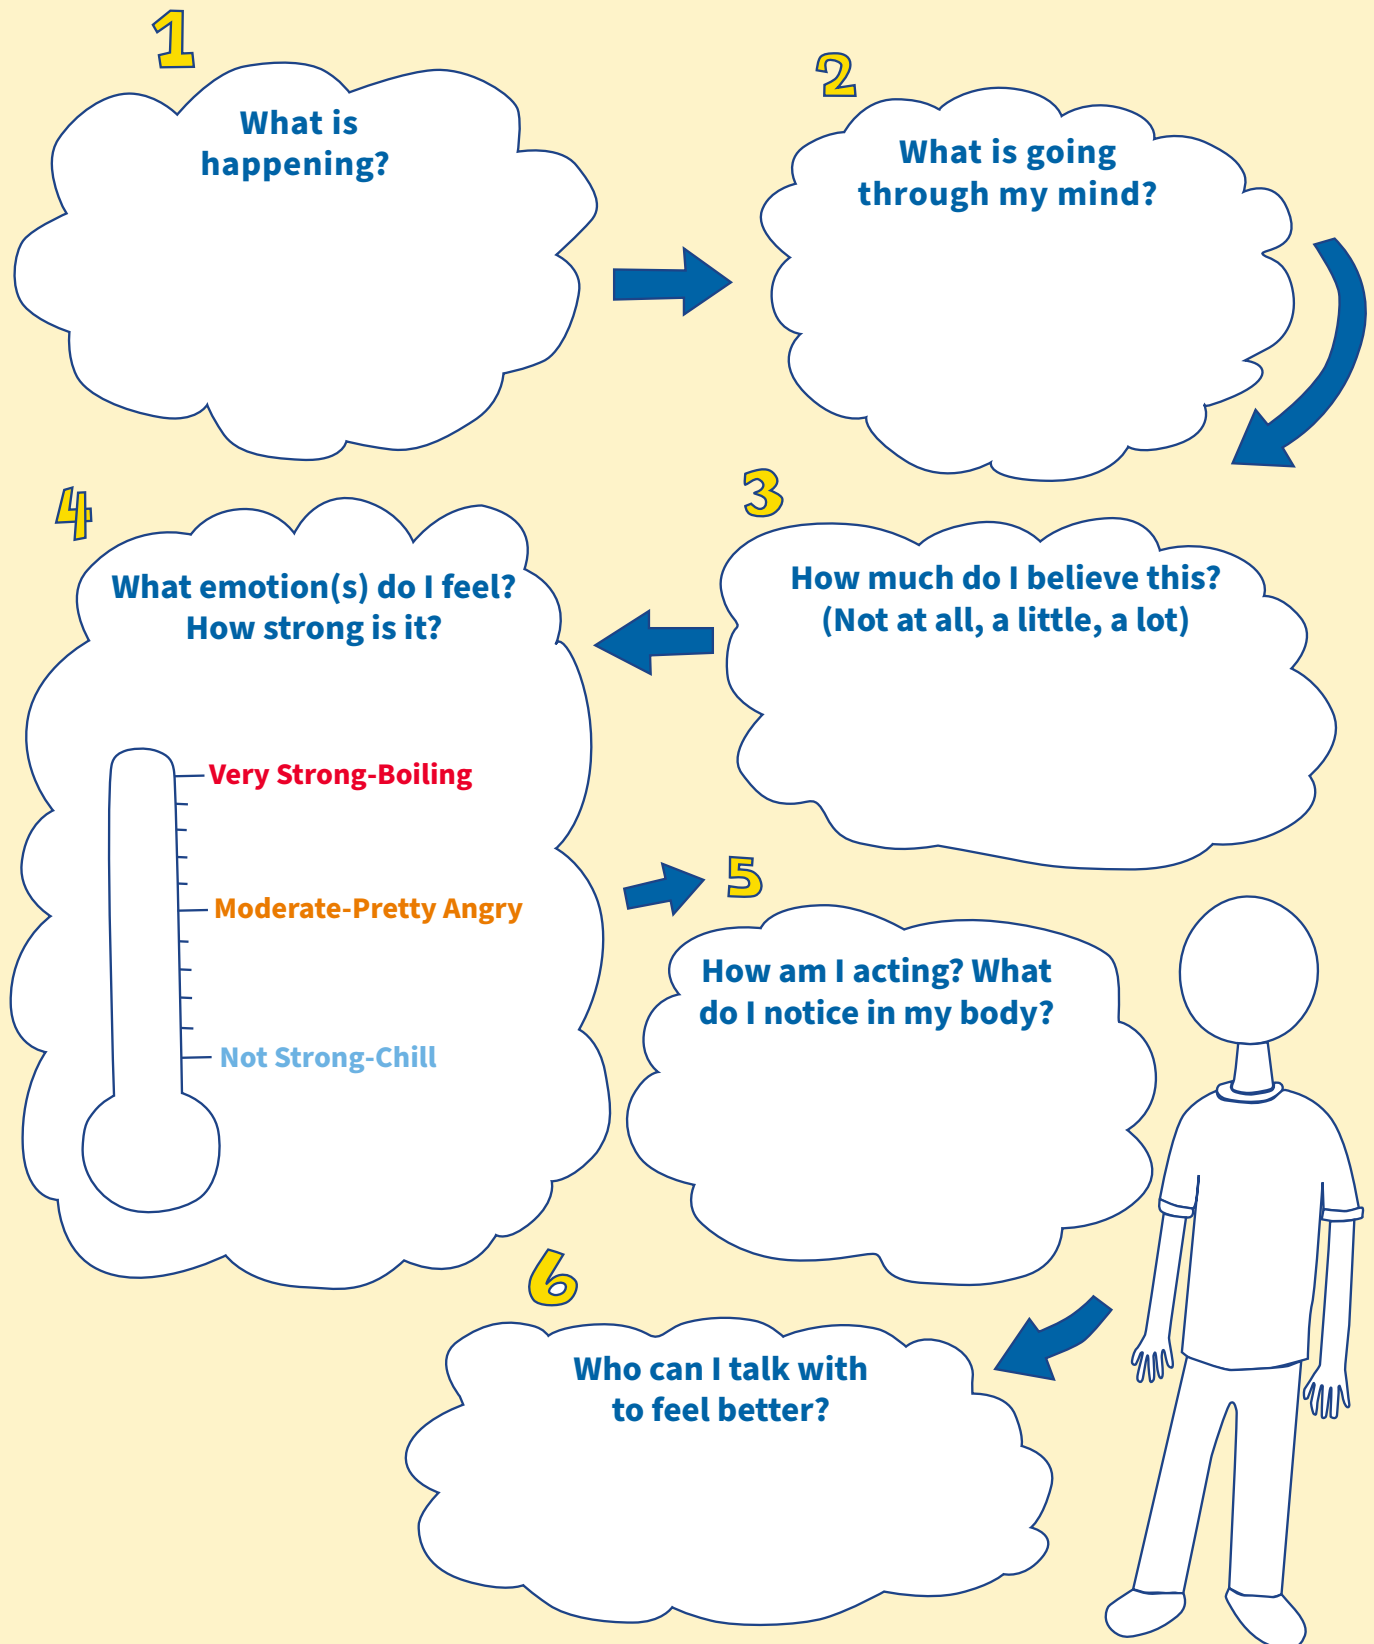 1
What is
happening?
2
What is going
through my mind?
3
How much do I believe this?
(Not at all, a little, a lot)
4
What emotion(s) do I feel?
How strong is it?
Very Strong-Boiling
Moderate-Pretty Angry
Not Strong-Chill
5
How am I acting? What
do I notice in my body?
6
Who can I talk with
to feel better?